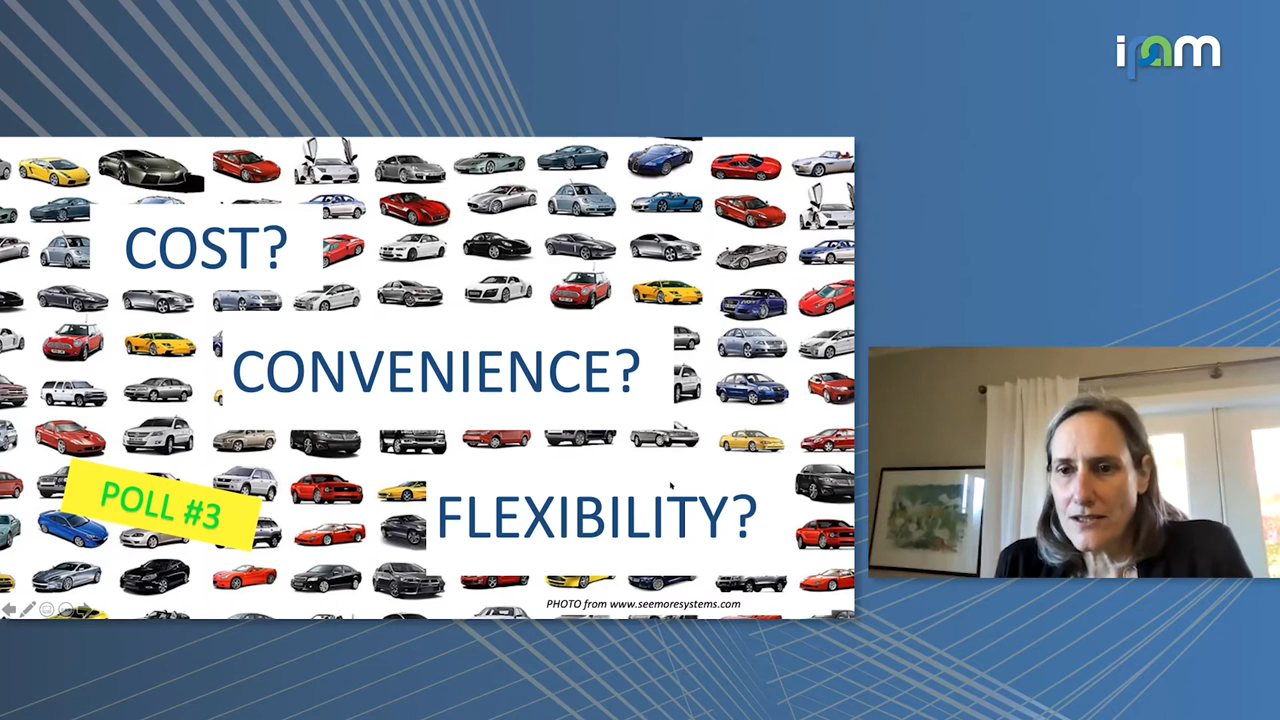 ipam
COST?
CONVENIENCE?
POLL #3
FLEXIBILITY?
PHOTO from www.seemoresystems.com